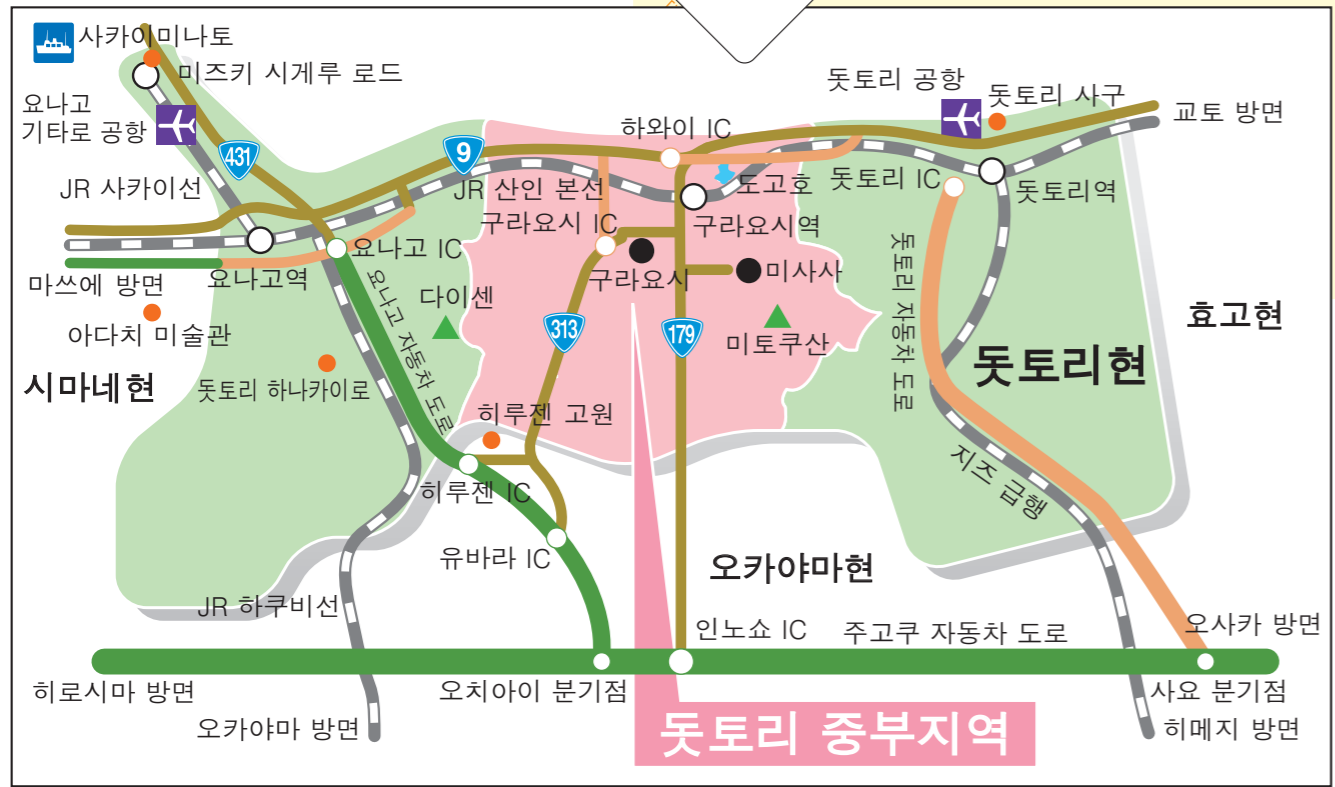 사카이미나토
미즈키 시게루 로드
요나고
기타로 공항
431
9
JR 사카이선
JR 산인 본선
하와이 IC
돗토리 공항
돗토리 사구
교토 방면
도고호
돗토리 IC
돗토리역
구라요시 IC
구라요시역
요나고 IC
요나고역
마쓰에 방면
구라요시
미사사
아다치 미술관
다이센
요나고 자동차 도로
313
179
미토쿠산
돗토리 자동차 도로
효고현
돗토리현
시마네현
돗토리 하나카이로
히루젠 고원
히루젠 IC
지즈 급행
유바라 IC
오카야마현
JR 하쿠비선
인노쇼 IC
주고쿠 자동차 도로
오사카 방면
히로시마 방면
오치아이 분기점
사요 분기점
오카야마 방면
돗토리 중부지역
히메지 방면